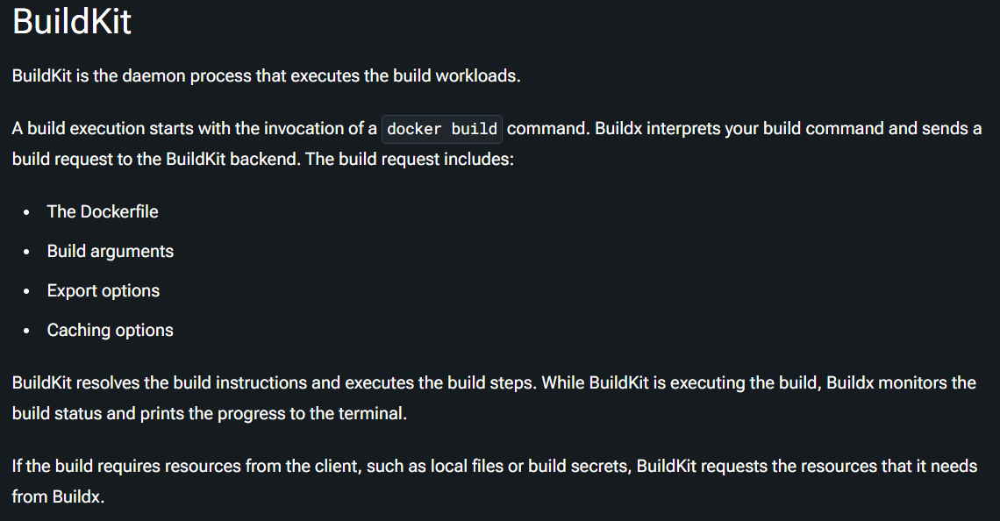 BuildKit
BuildKit is the daemon process that executes the build workloads.
A build execution starts with the invocation of a docker build command. Buildx interprets your build command and sends a
build request to the BuildKit backend. The build request includes:
• The Dockerfile
• Build arguments
• Export options
• Caching options
BuildKit resolves the build instructions and executes the build steps. While BuildKit is executing the build, Buildx monitors the
build status and prints the progress to the terminal.
If the build requires resources from the client, such as local files or build secrets, BuildKit requests the resources that it needs
from Buildx.